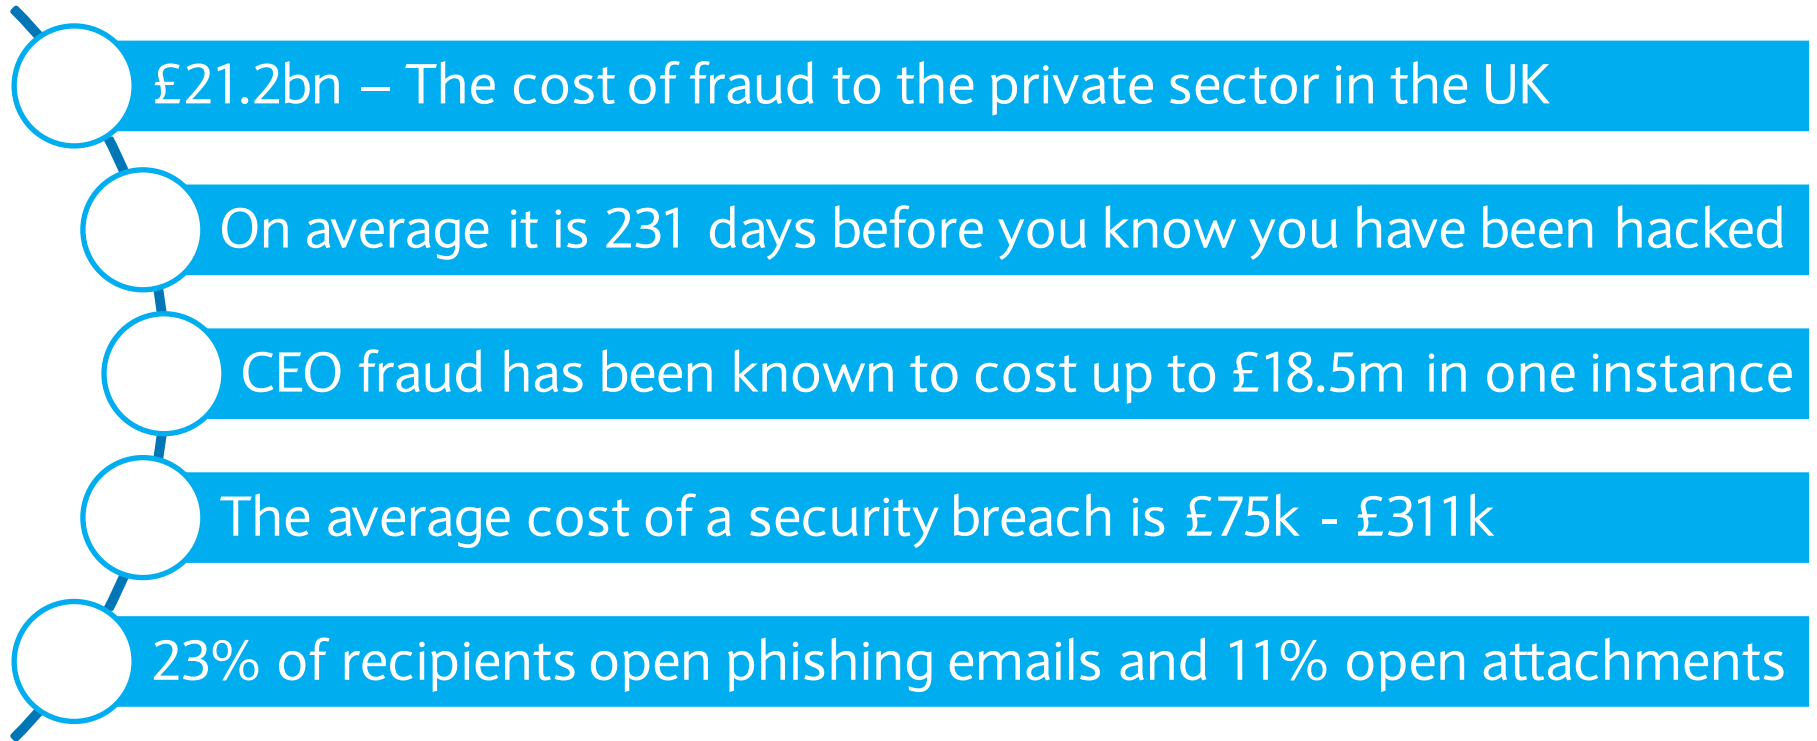 £21.2bn – The cost of fraud to the private sector in the UK
On average it is 231 days before you know you have been hacked
CEO fraud has been known to cost up to £18.5m in one instance
The average cost of a security breach is £75k - £311k
23% of recipients open phishing emails and 11% open attachments